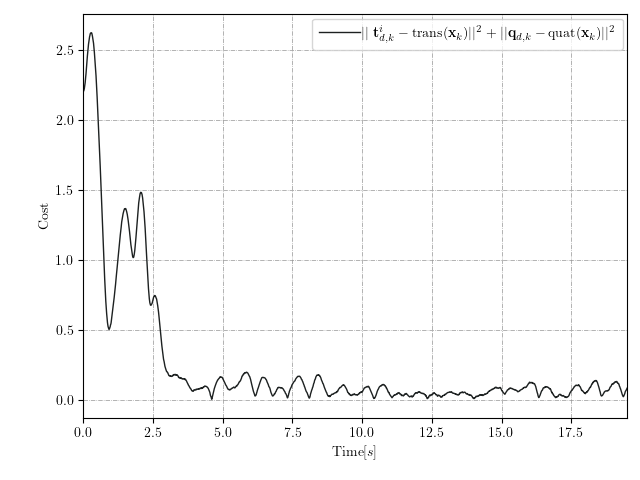 || t^i_{d,k} − trans(x_k)||^2 + ||q_{d,k} − quat(x_k)||^2
2.5
2.0
1.5
1.0
0.5
0.0
Cost
0.0 2.5 5.0 7.5 10.0 12.5 15.0 17.5
Time[s]